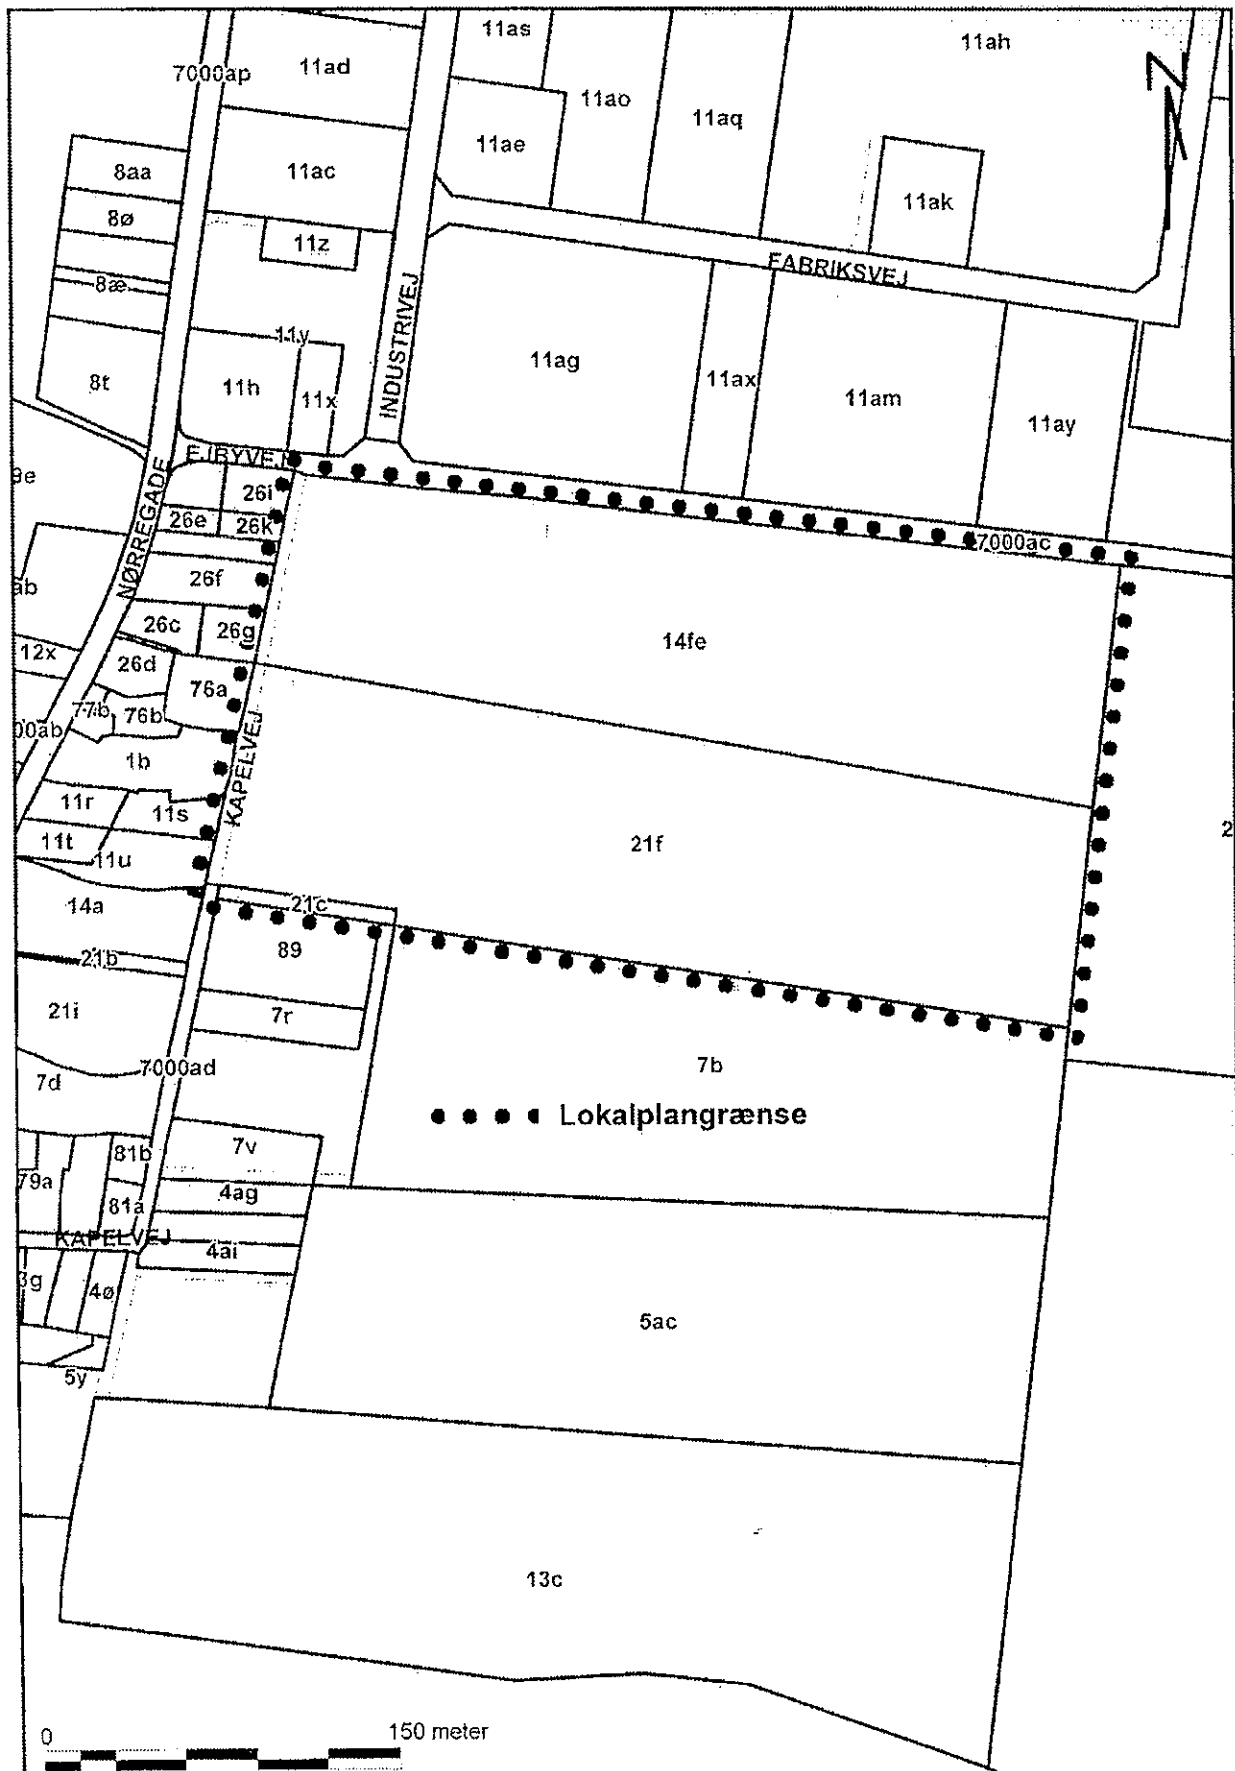 11as
11ah
7000ap
11ad
11ao
11aq
11ae
11ac
8aa
11ak
8ø
11z
FABRIKSVEJ
8æ
INDUSTRIVEJ
11y
11ag
11ax
11am
8t
11h
11x
11ay
EJBYVEJ
9e
NØRREGADE
26i
26e
26k
7000ac
26f
ab
26c
26g
14fe
12x
26d
76a
77b
76b
00ab
KAPELVEJ
1b
11r
11s
2
11t
21f
11u
14a
21c
89
21b
21i
7r
7000ad
7b
7d
Lokalplangrænse
81b
7v
79a
4ag
81a
KAPELVEJ
4ai
3g
4ø
5ac
5y
13c
0
150 meter